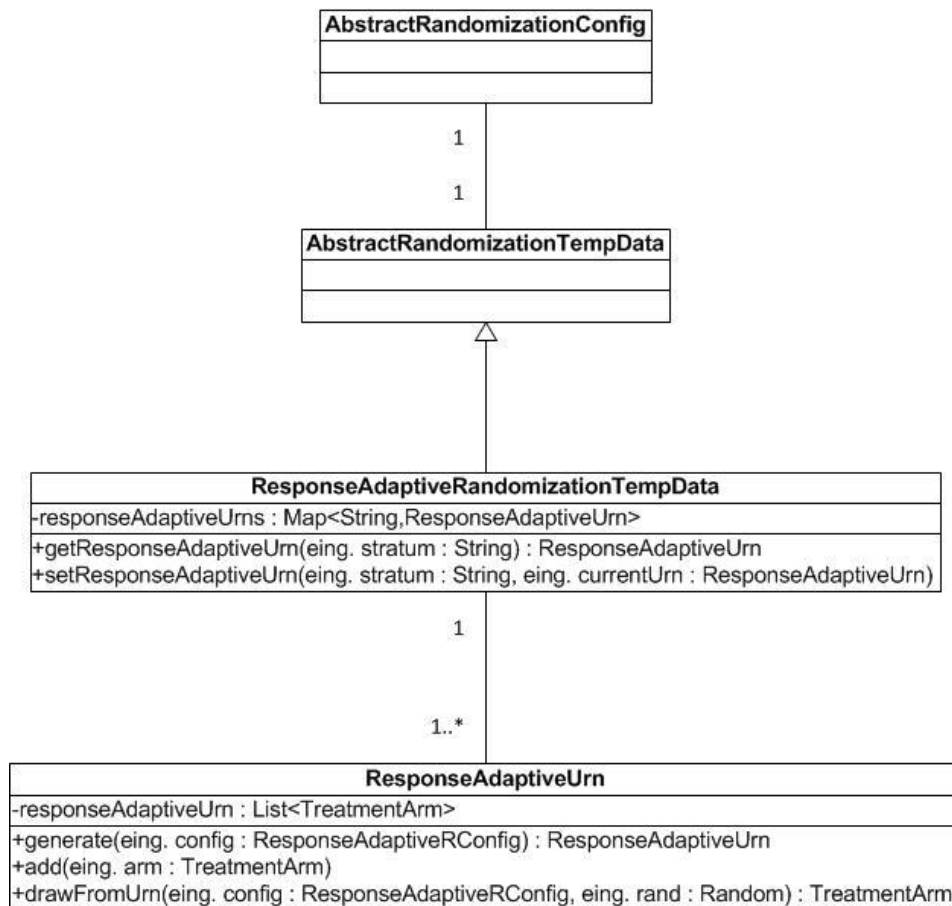 AbstractRandomizationConfig
1
1
AbstractRandomizationTempData
ResponseAdaptiveRandomizationTempData
-responseAdaptiveUrns : Map<String,ResponseAdaptiveUrn>
+getResponseAdaptiveUrn(eing. stratum : String) : ResponseAdaptiveUrn
+setResponseAdaptiveUrn(eing. stratum : String, eing. currentUrn : ResponseAdaptiveUrn)
1
1..*
ResponseAdaptiveUrn
-responseAdaptiveUrn : List<TreatmentArm>
+generate(eing. config : ResponseAdaptiveRConfig) : ResponseAdaptiveUrn
+add(eing. arm : TreatmentArm)
+drawFromUrn(eing. config : ResponseAdaptiveRConfig, eing. rand : Random) : TreatmentArm